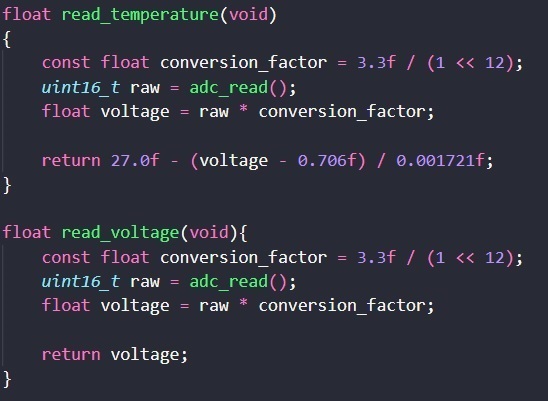 float read_temperature(void)
{
    const float conversion_factor = 3.3f / (1 << 12);
    uint16_t raw = adc_read();
    float voltage = raw * conversion_factor;

    return 27.0f - (voltage - 0.706f) / 0.001721f;
}

float read_voltage(void){
    const float conversion_factor = 3.3f / (1 << 12);
    uint16_t raw = adc_read();
    float voltage = raw * conversion_factor;

    return voltage;
}